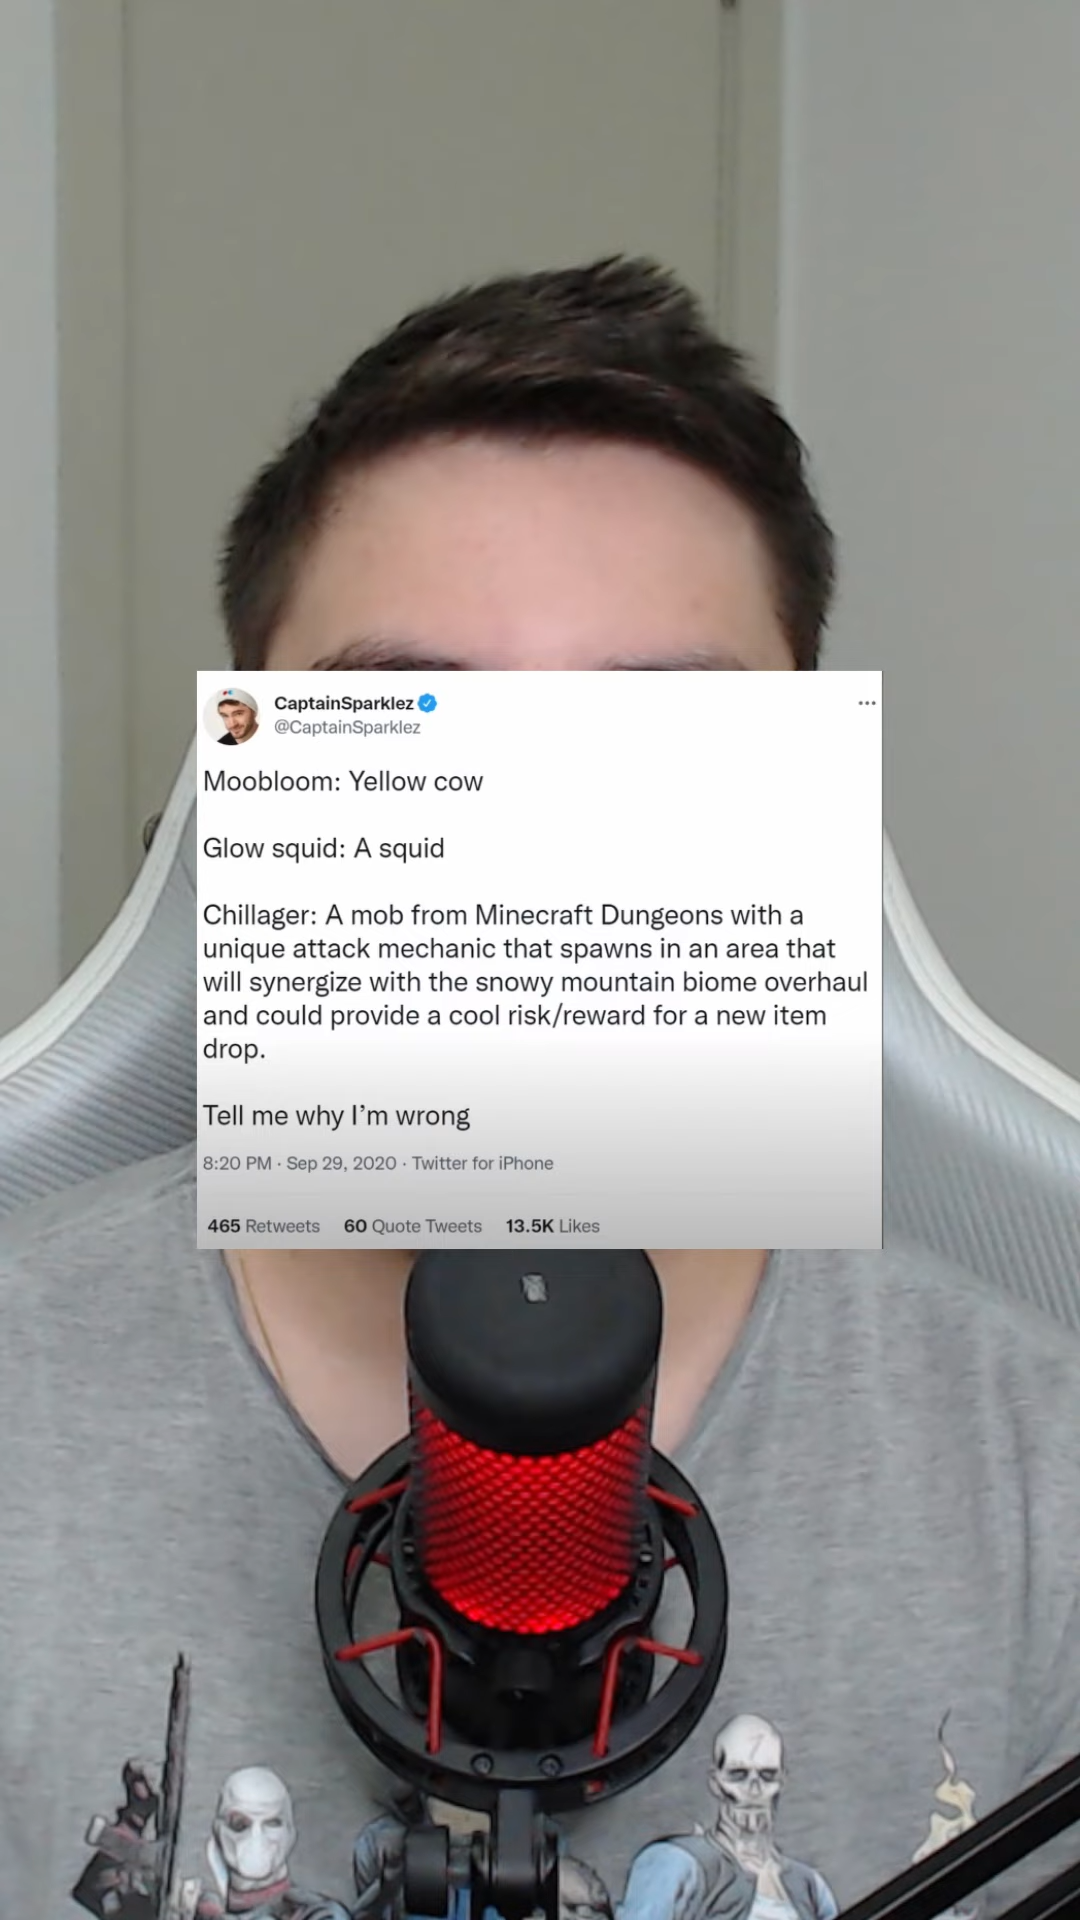 CaptainSparklez
@CaptainSparklez
Moobloom: Yellow cow
Glow squid: A squid
Chillager: A mob from Minecraft Dungeons with a
unique attack mechanic that spawns in an area that
will synergize with the snowy mountain biome overhaul
and could provide a cool risk/reward for a new item
drop.
Tell me why I’m wrong
8:20 PM · Sep 29, 2020 · Twitter for iPhone
465 Retweets 60 Quote Tweets 13.5K Likes